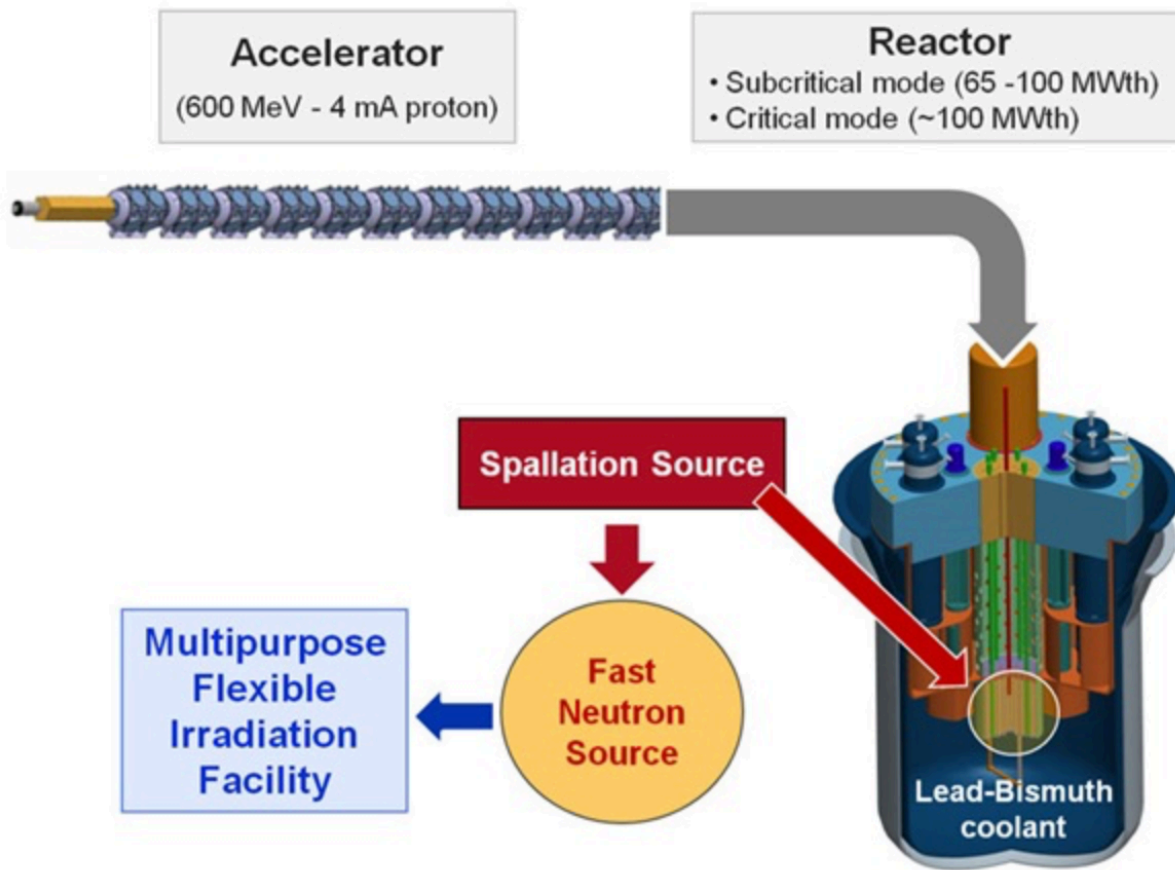 Accelerator
(600 MeV - 4 mA proton)
Reactor
• Subcritical mode (65 -100 MWth)
• Critical mode (~100 MWth)
Spallation Source
Multipurpose
Flexible
Irradiation
Facility
Fast
Neutron
Source
Lead-Bismuth
coolant